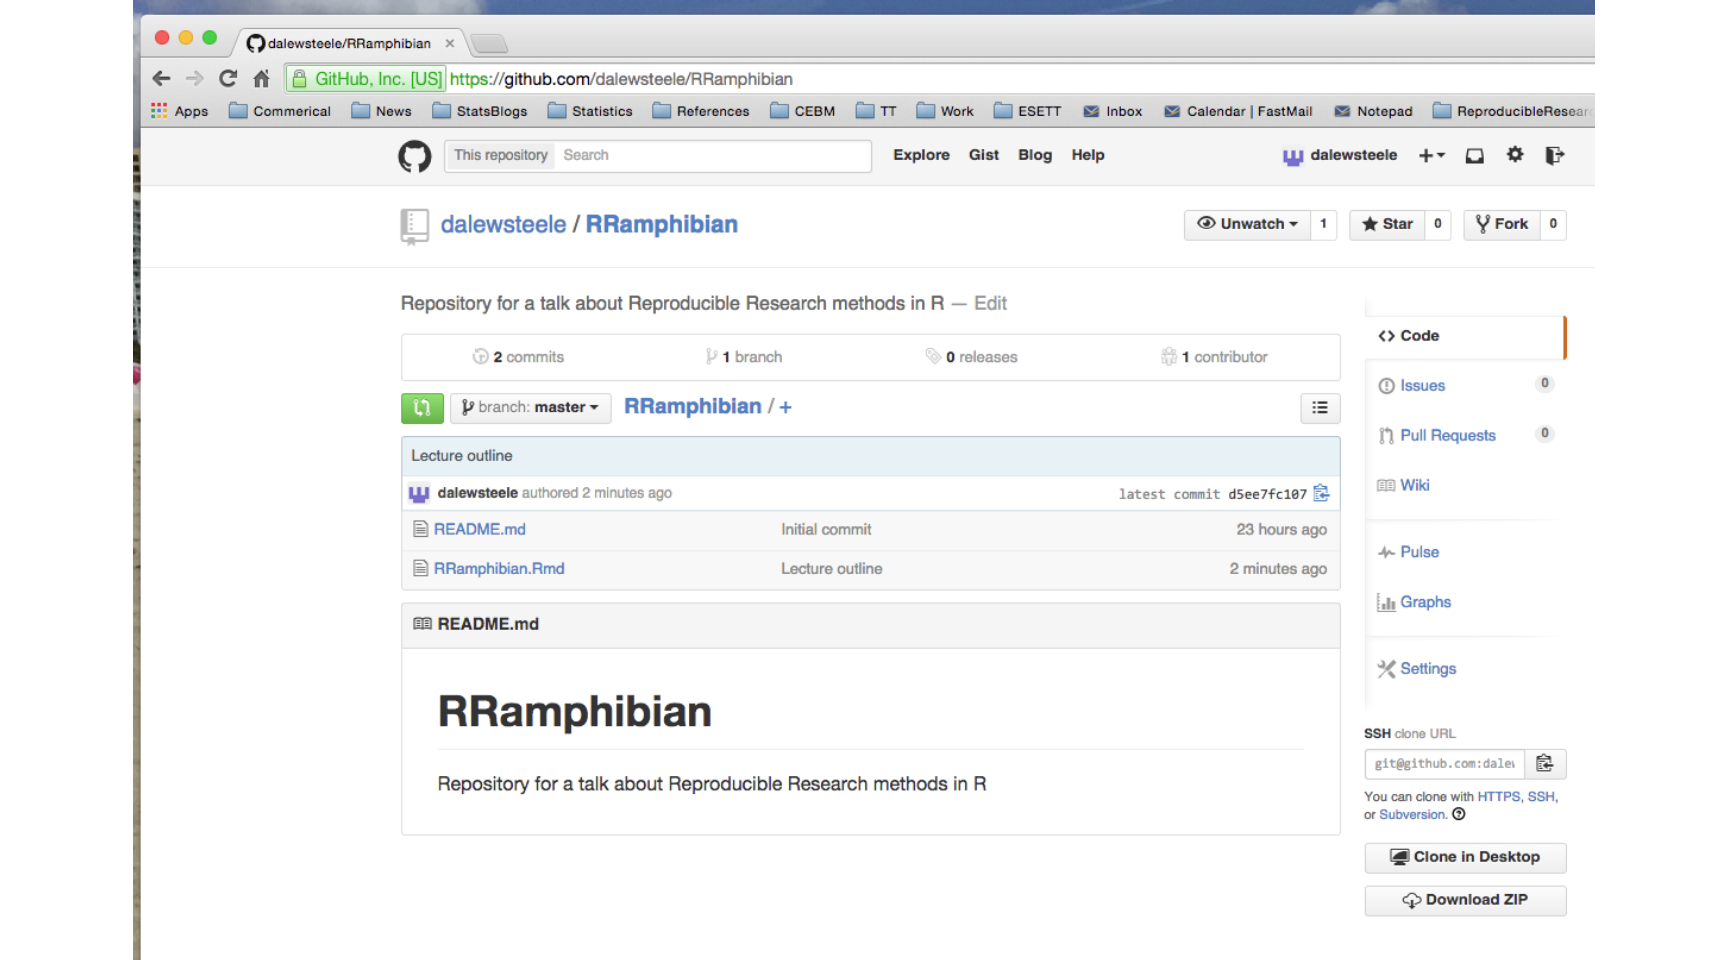 dalewsteele/RRamphibian ×
GitHub, Inc. [US] https://github.com/dalewsteele/RRamphibian
Apps Commerical News StatsBlogs Statistics References CEBM TT Work ESETT Inbox Calendar | FastMail Notepad
This repository Search Explore Gist Blog Help dalewsteele
dalewsteele / RRamphibian Unwatch 1 Star 0 Fork 0
Repository for a talk about Reproducible Research methods in R — Edit
2 commits 1 branch 0 releases 1 contributor
branch: master RRamphibian / +
Lecture outline
dalewsteele authored 2 minutes ago latest commit d5ee7fc107
README.md Initial commit 23 hours ago
RRamphibian.Rmd Lecture outline 2 minutes ago
README.md
RRamphibian
Repository for a talk about Reproducible Research methods in R
Code
Issues 0
Pull Requests 0
Wiki
Pulse
Graphs
Settings
SSH clone URL
git@github.com:dalew
You can clone with HTTPS, SSH,
or Subversion.
Clone in Desktop
Download ZIP